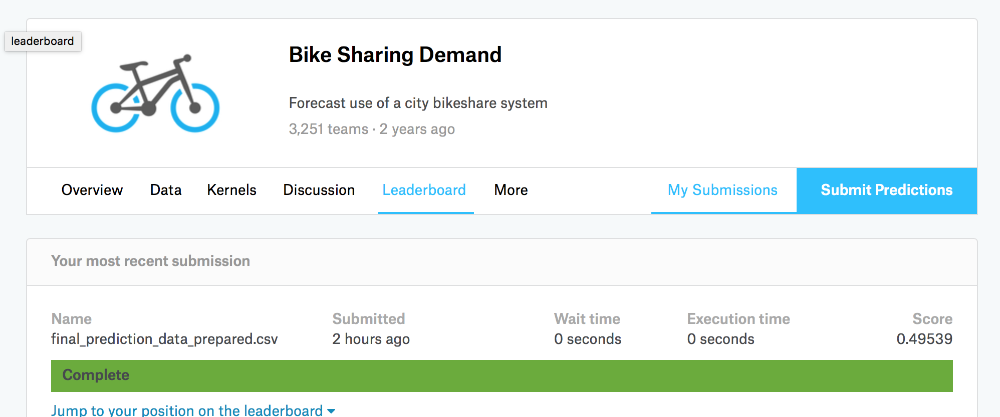 leaderboard
Bike Sharing Demand
Forecast use of a city bikeshare system
3,251 teams · 2 years ago
Overview Data Kernels Discussion Leaderboard More My Submissions Submit Predictions
Your most recent submission
Name Submitted Wait time Execution time Score
final_prediction_data_prepared.csv 2 hours ago 0 seconds 0 seconds 0.49539
Complete
Jump to your position on the leaderboard